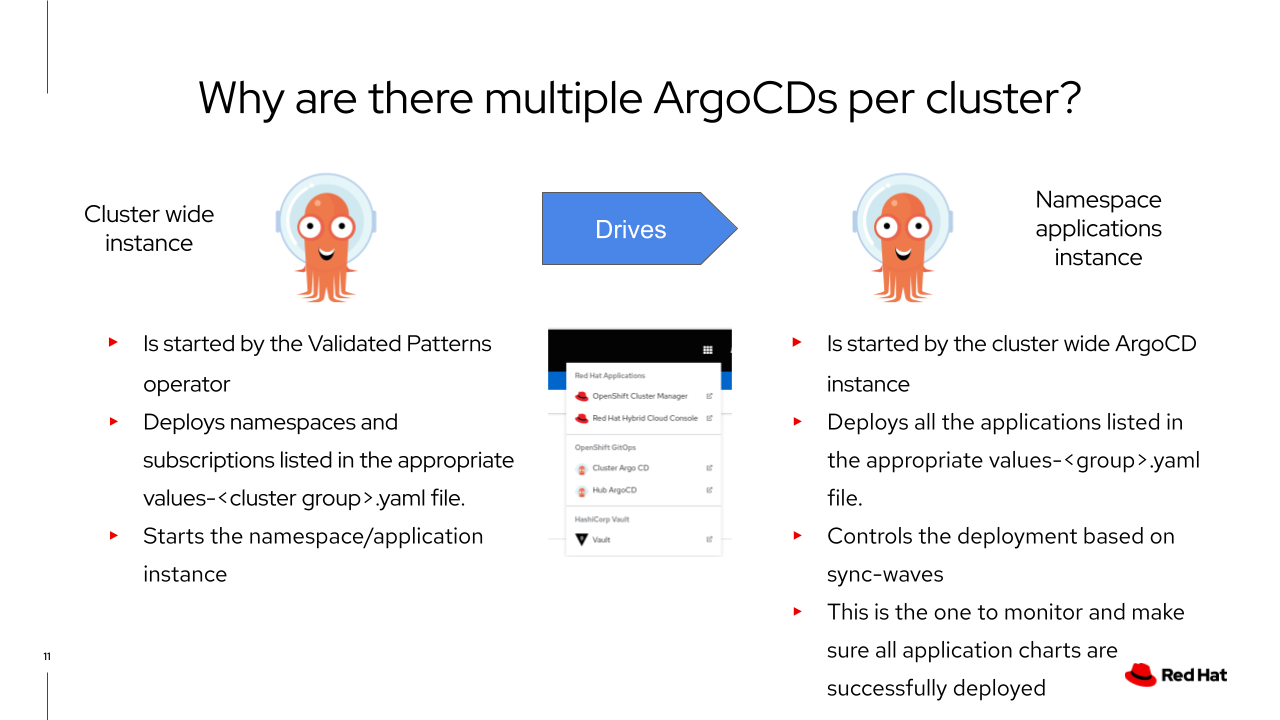 Why are there multiple ArgoCDs per cluster?
Cluster wide
instance
Drives
Namespace
applications
instance
Is started by the Validated Patterns
operator
Deploys namespaces and
subscriptions listed in the appropriate
values-<cluster group>.yaml file.
Starts the namespace/application
instance
Red Hat Applications
OpenShift Cluster Manager
Red Hat Hybrid Cloud Console
OpenShift GitOps
Cluster Argo CD
Hub ArgoCD
HashiCorp Vault
Vault
Is started by the cluster wide ArgoCD
instance
Deploys all the applications listed in
the appropriate values-<group>.yaml
file.
Controls the deployment based on
sync-waves
This is the one to monitor and make
sure all application charts are
successfully deployed
11
Red Hat